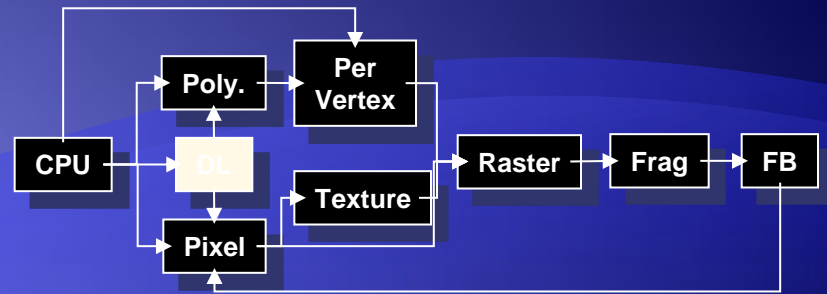 Poly.
Per
Vertex
CPU
DL
Raster
Frag
FB
Texture
Pixel